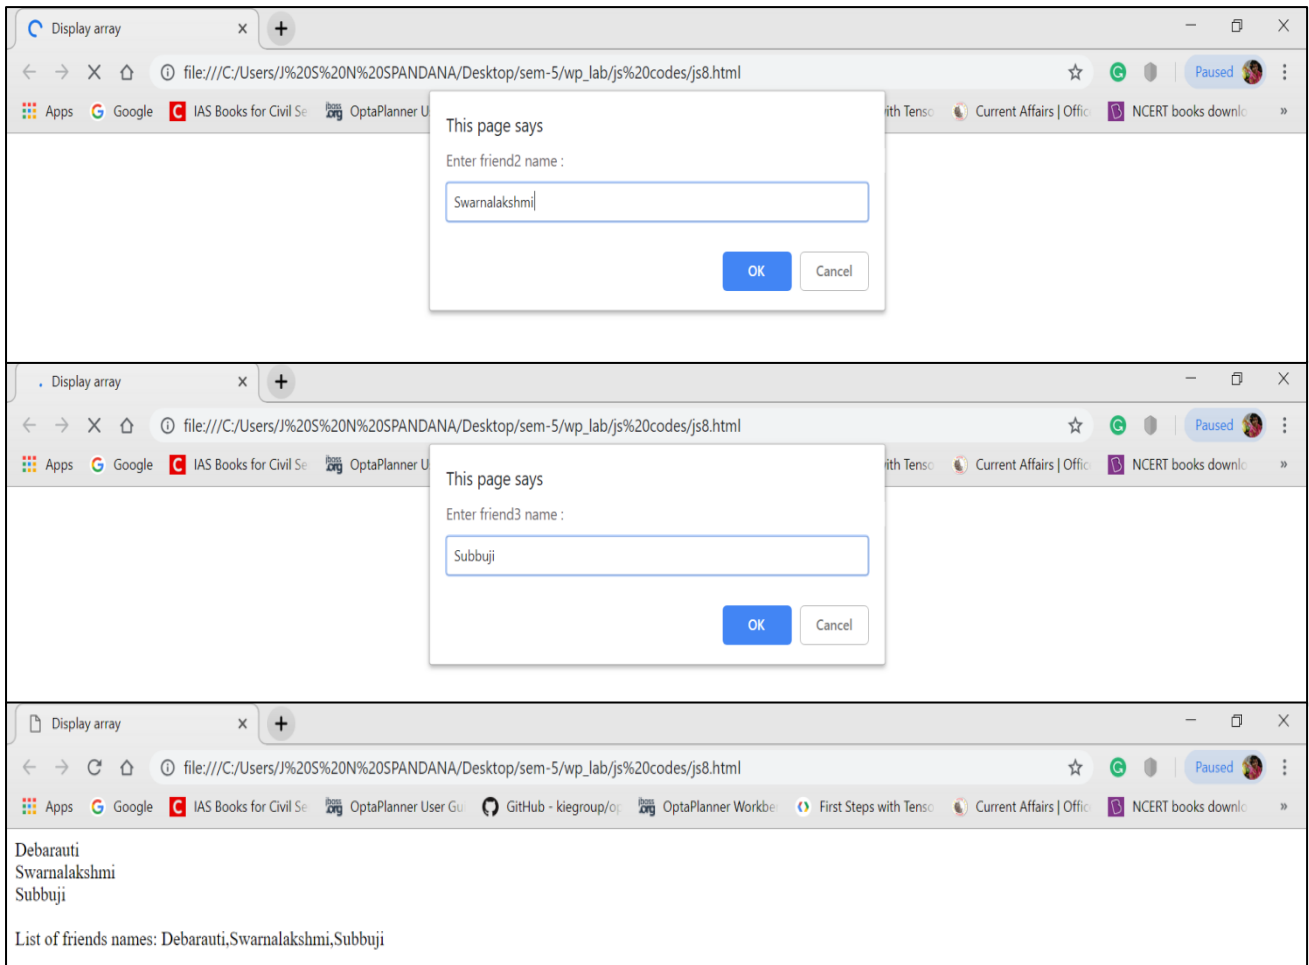 Display array
file:///C:/Users/J%20S%20N%20SPANDANA/Desktop/sem-5/wp_lab/js%20codes/js8.html
Paused
Apps Google IAS Books for Civil Se OptaPlanner U ith Tenso Current Affairs | Offic NCERT books downlo
This page says
Enter friend2 name :
Swarnalakshmi
OK Cancel
Display array
file:///C:/Users/J%20S%20N%20SPANDANA/Desktop/sem-5/wp_lab/js%20codes/js8.html
Paused
Apps Google IAS Books for Civil Se OptaPlanner U ith Tenso Current Affairs | Offic NCERT books downlo
This page says
Enter friend3 name :
Subbuji
OK Cancel
Display array
file:///C:/Users/J%20S%20N%20SPANDANA/Desktop/sem-5/wp_lab/js%20codes/js8.html
Paused
Apps Google IAS Books for Civil Se OptaPlanner User Gu GitHub - kiegroup/op OptaPlanner Workbe First Steps with Tenso Current Affairs | Offic NCERT books downlo
Debarauti
Swarnalakshmi
Subbuji
List of friends names: Debarauti,Swarnalakshmi,Subbuji